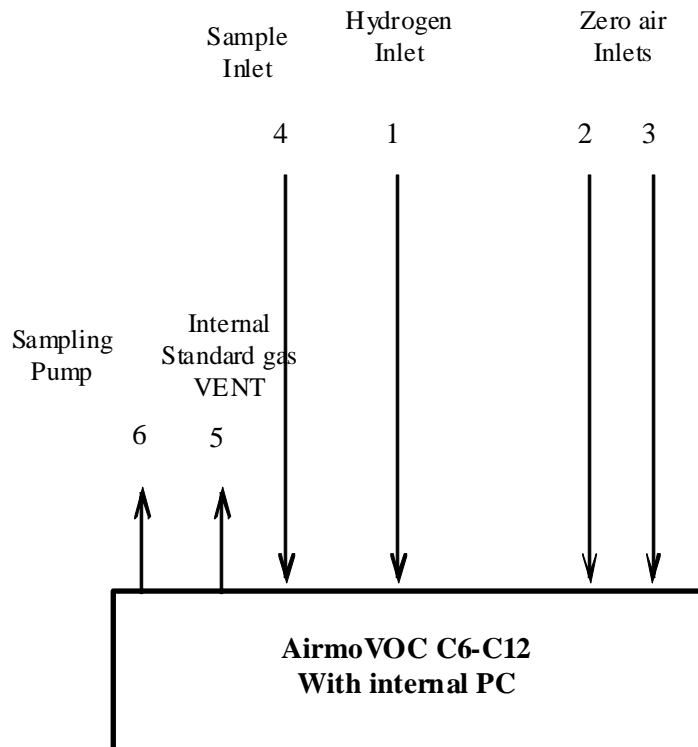 Sample
Inlet
Hydrogen
Inlet
Zero air
Inlets
4
1
2
3
Sampling
Pump
Internal
Standard gas
VENT
6
5
AirmoVOC C6-C12
With internal PC